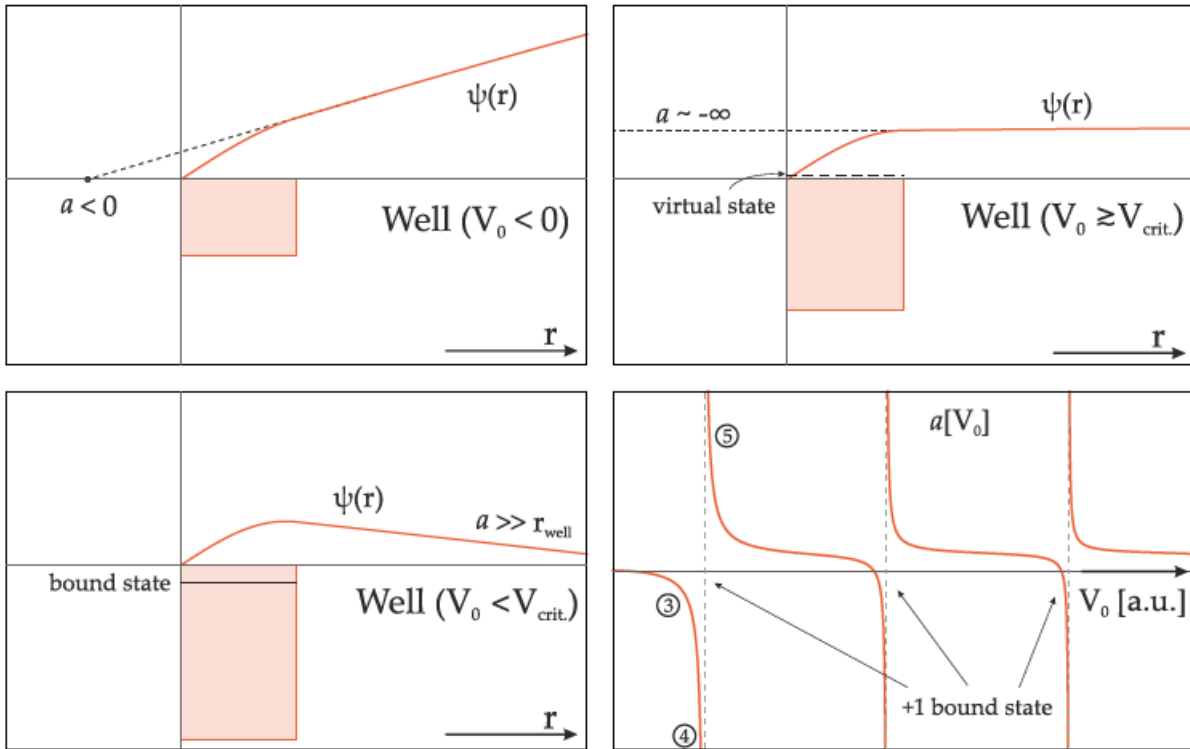 ψ(r)
a < 0
Well (V₀ < 0)
r
a ~ -∞
ψ(r)
virtual state
Well (V₀ ≳ V_crit.)
r
ψ(r)
a >> r_well
bound state
Well (V₀ < V_crit.)
r
⑤
a[V₀]
③
V₀ [a.u.]
+1 bound state
④